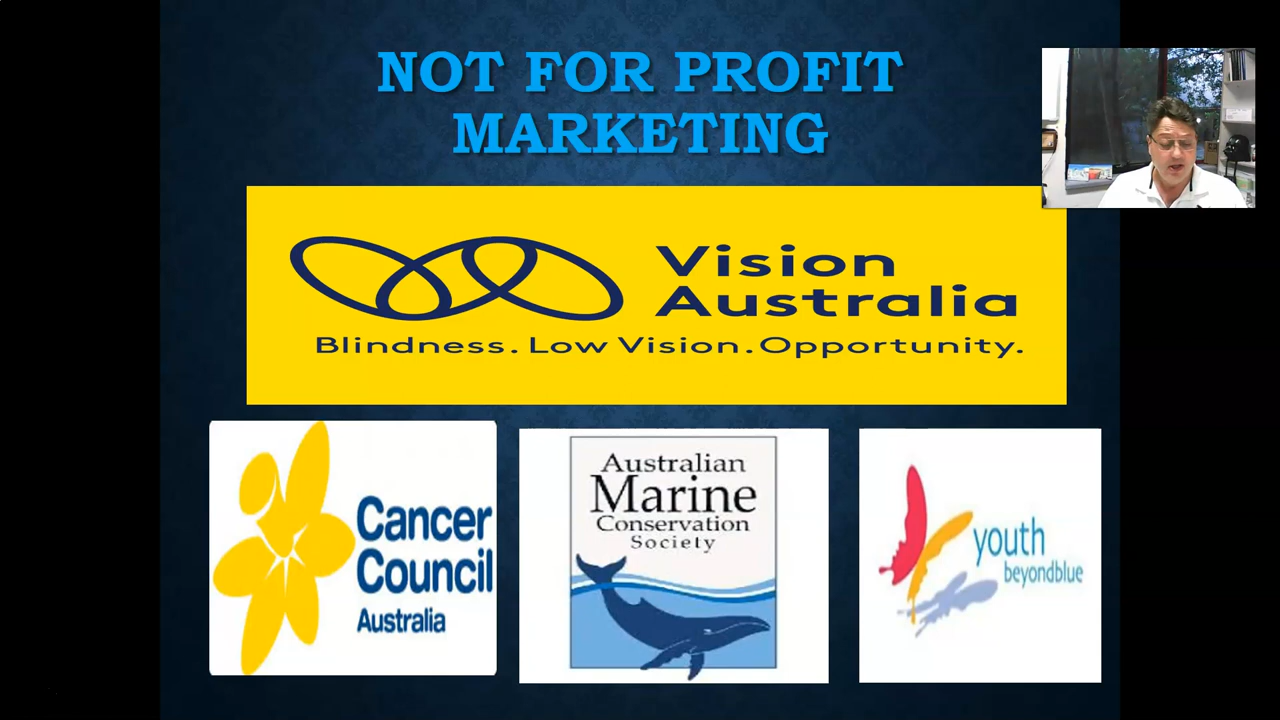 NOT FOR PROFIT
MARKETING
Vision
Australia
Blindness. Low Vision. Opportunity.
Cancer
Council
Australia
Australian
Marine
Conservation
Society
youth
beyondblue